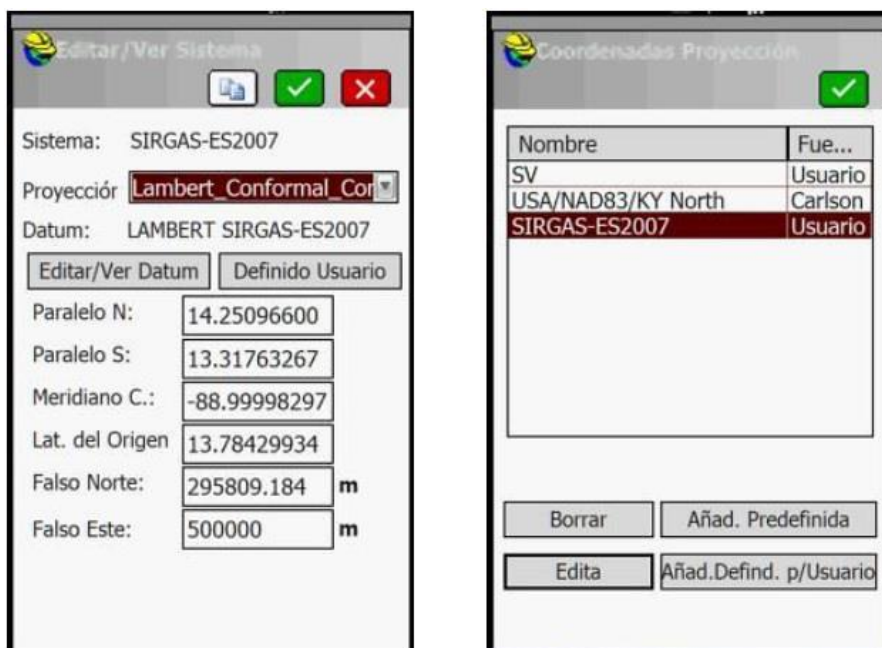 Editar/Ver Sistema
Sistema: SIRGAS-ES2007
Proyecciór Lambert_Conformal_Cor
Datum: LAMBERT SIRGAS-ES2007
Editar/Ver Datum Definido Usuario
Paralelo N: 14.25096600
Paralelo S: 13.31763267
Meridiano C.: -88.99998297
Lat. del Origen 13.78429934
Falso Norte: 295809.184 m
Falso Este: 500000 m
Coordenadas Proyección
Nombre Fue...
SV Usuario
USA/NAD83/KY North Carlson
SIRGAS-ES2007 Usuario
Borrar Añad. Predefinida
Edita Añad.Defind. p/Usuario